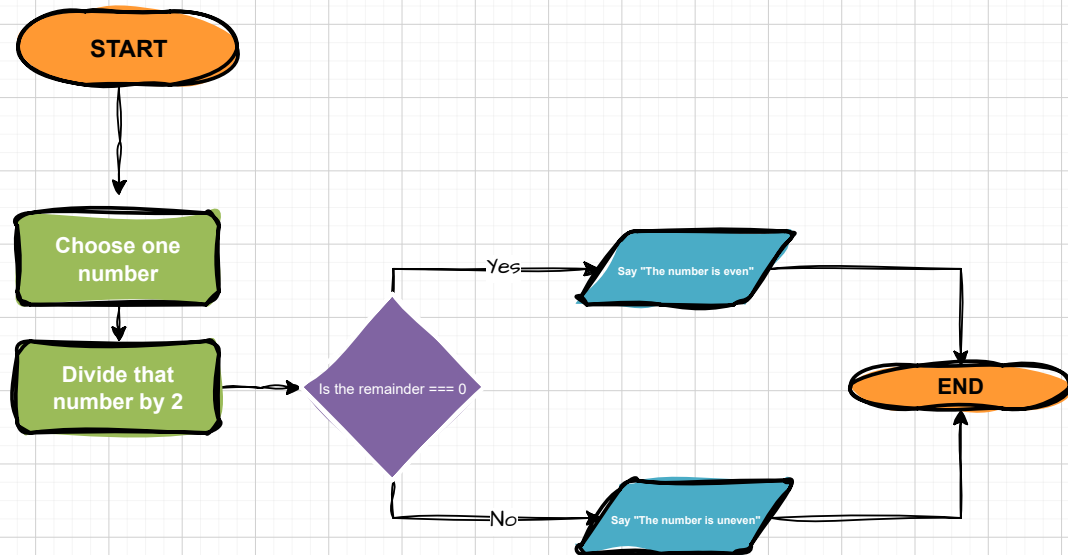 START
Choose one
number
Divide that
number by 2
Is the remainder === 0
Yes
Say "The number is even"
No
Say "The number is uneven"
END